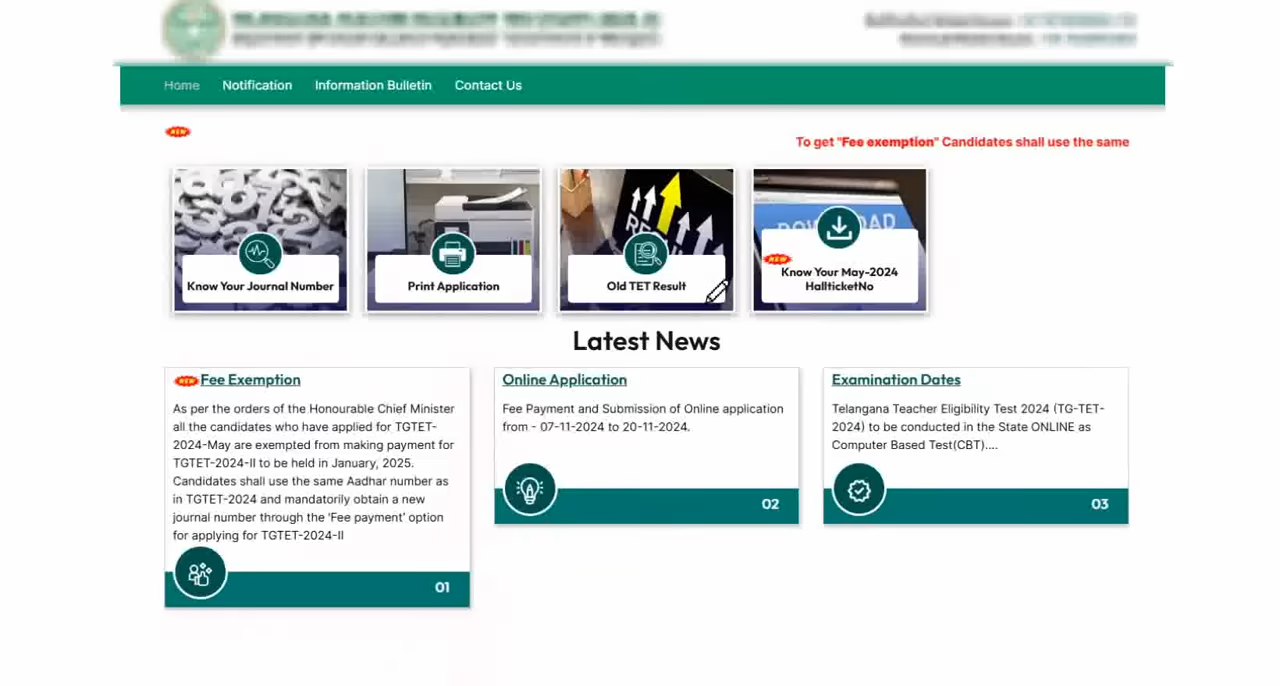 Home Notification Information Bulletin Contact Us
NEW
To get "Fee exemption" Candidates shall use the same
Know Your Journal Number
Print Application
Old TET Result
NEW
Know Your May-2024
HallticketNo
Latest News
NEW Fee Exemption
As per the orders of the Honourable Chief Minister
all the candidates who have applied for TGTET-
2024-May are exempted from making payment for
TGTET-2024-II to be held in January, 2025.
Candidates shall use the same Aadhar number as
in TGTET-2024 and mandatorily obtain a new
journal number through the 'Fee payment' option
for applying for TGTET-2024-II
01
Online Application
Fee Payment and Submission of Online application
from - 07-11-2024 to 20-11-2024.
02
Examination Dates
Telangana Teacher Eligibility Test 2024 (TG-TET-
2024) to be conducted in the State ONLINE as
Computer Based Test(CBT)....
03